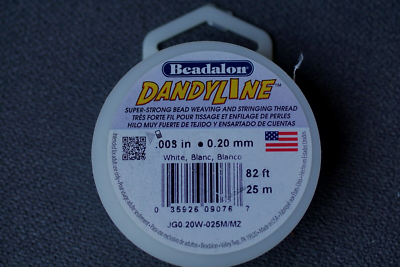 Beadalon
DANDYLINE™
SUPER-STRONG BEAD WEAVING AND STRINGING THREAD
TRÈS FORTE FIL POUR TISSAGE ET ENFILAGE DE PERLES
HILO MUY FUERTE DE TEJIDO Y ENSARTADO DE CUENTAS
.008 in • 0.20 mm
White, Blanc, Blanco
82 ft
25 m
0 35926 09076 7
JG0.20W-025M/MZ